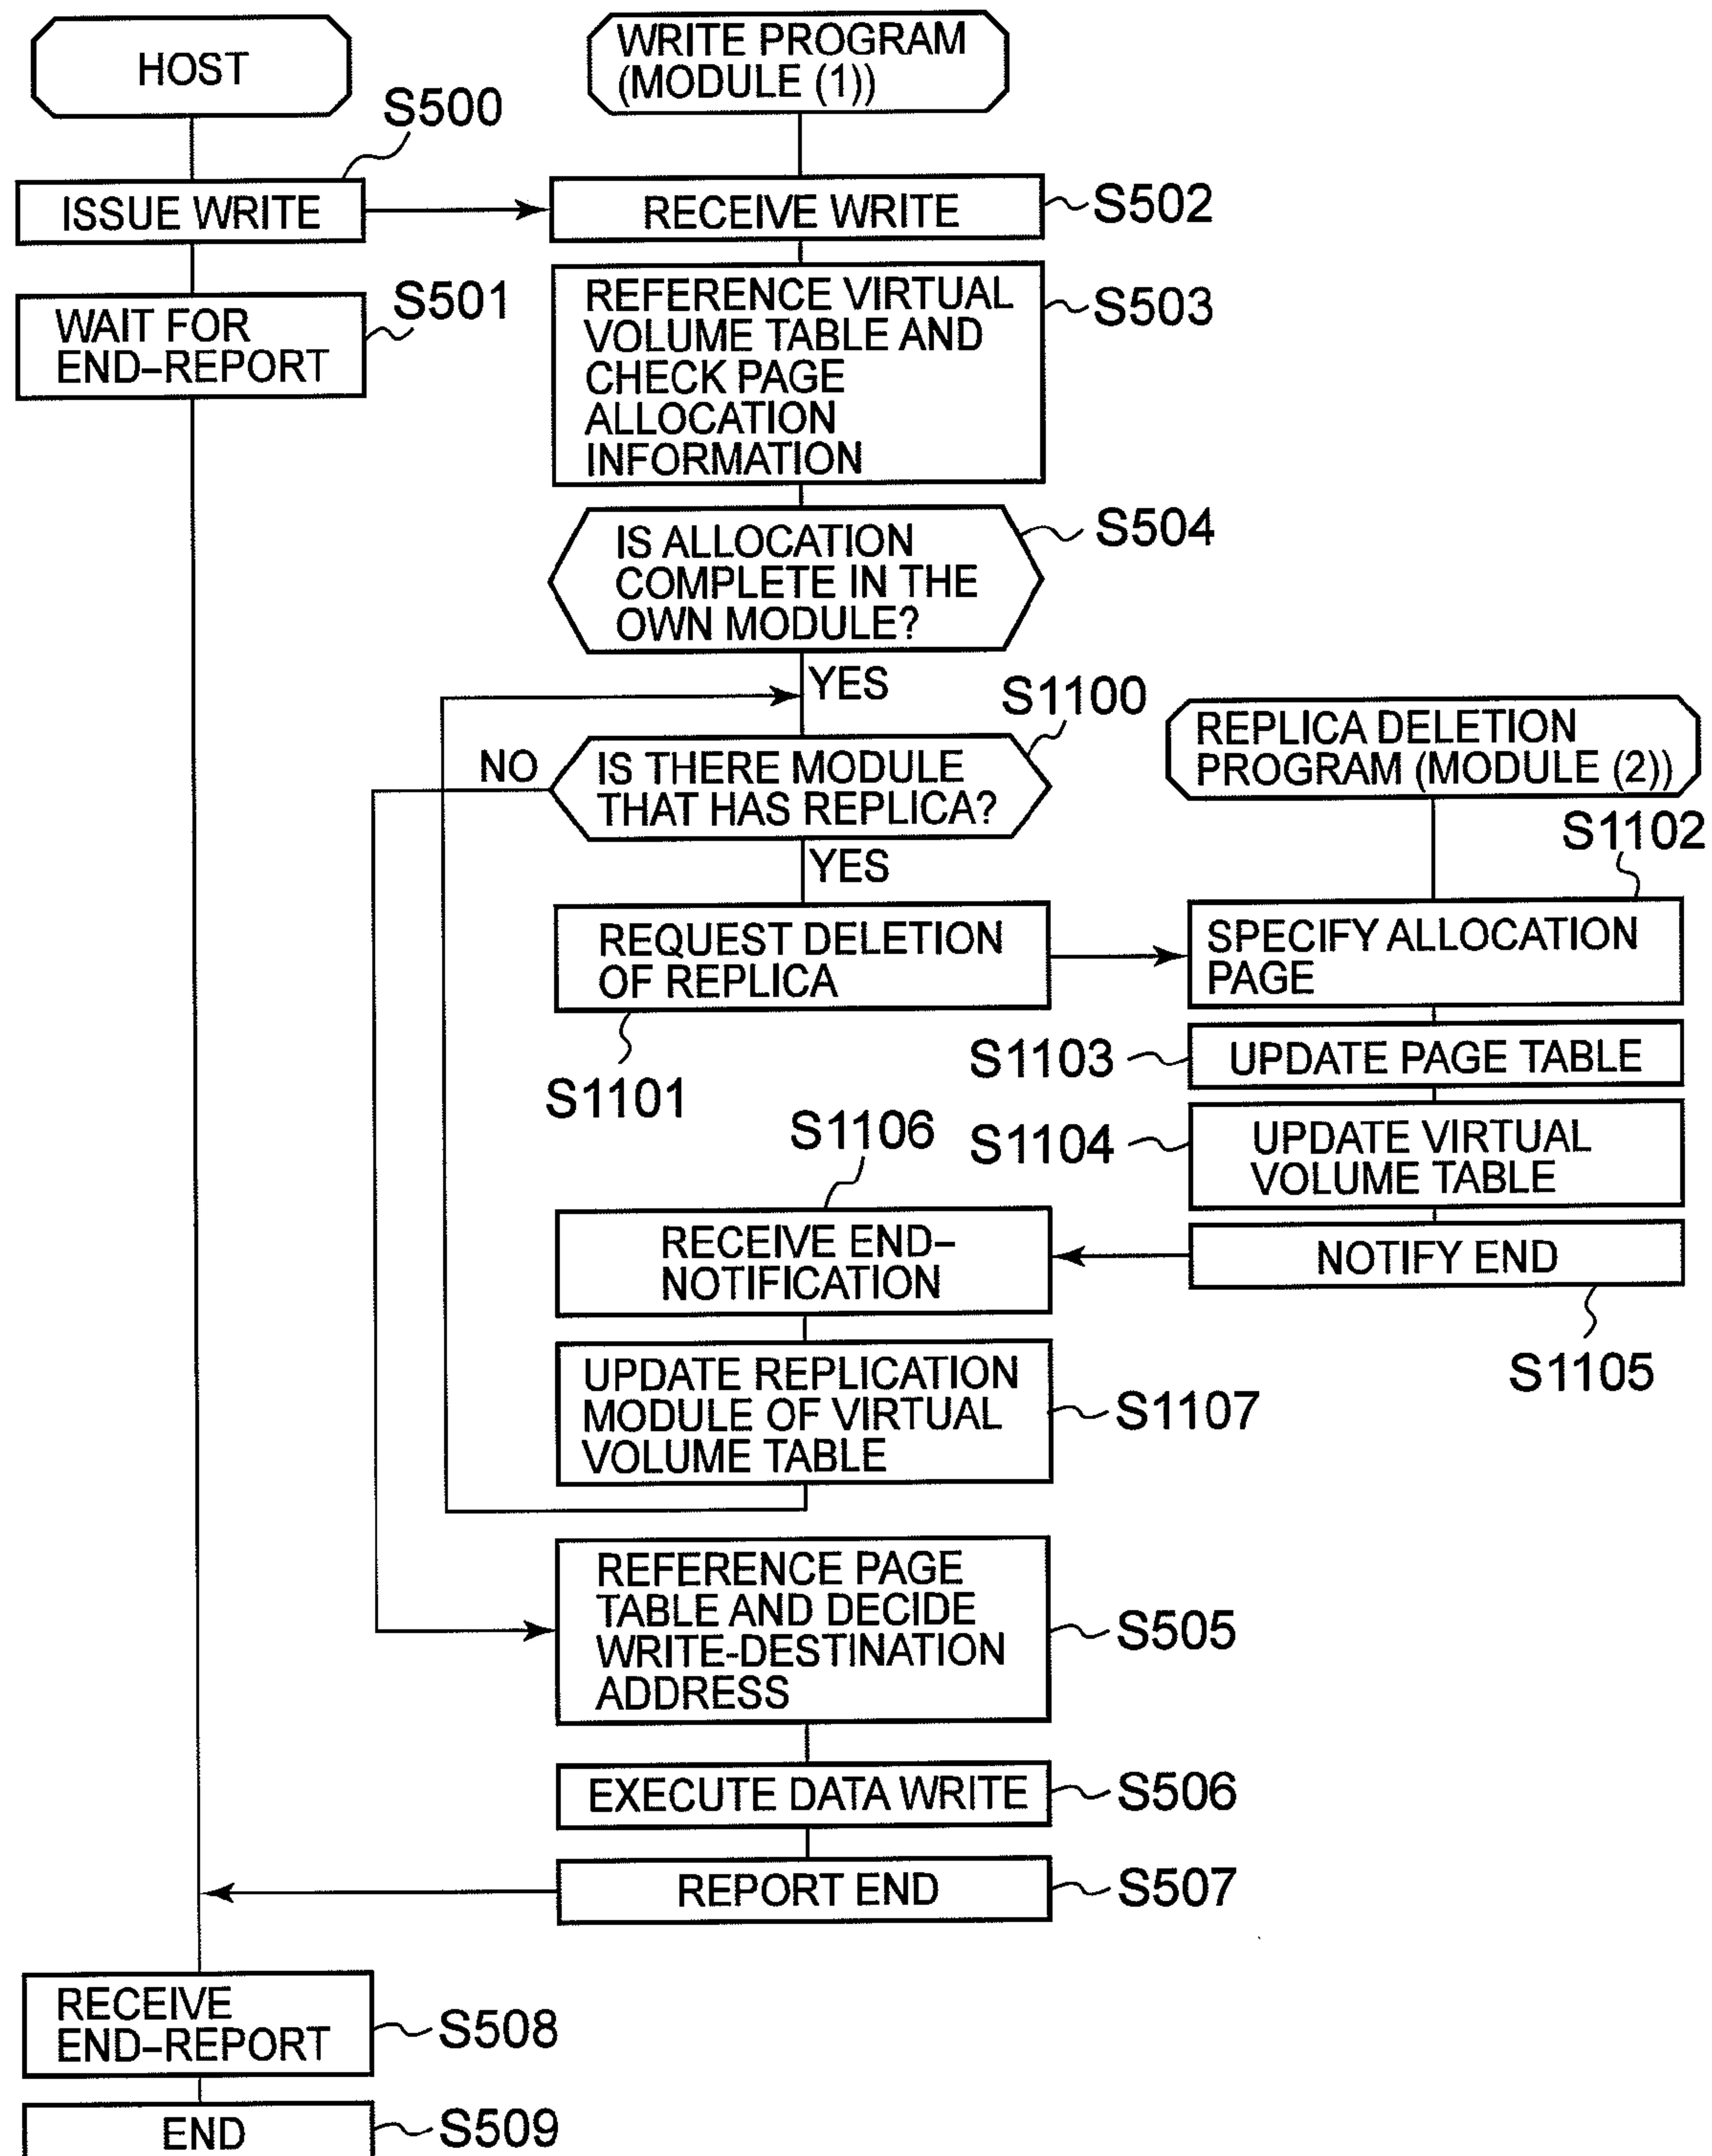 HOST
WRITE PROGRAM
(MODULE (1))
S500
ISSUE WRITE
RECEIVE WRITE
S502
WAIT FOR
END–REPORT
S501
REFERENCE VIRTUAL
VOLUME TABLE AND
CHECK PAGE
ALLOCATION
INFORMATION
S503
IS ALLOCATION
COMPLETE IN THE
OWN MODULE?
S504
YES
S1100
NO
IS THERE MODULE
THAT HAS REPLICA?
REPLICA DELETION
PROGRAM (MODULE (2))
YES
S1102
REQUEST DELETION
OF REPLICA
S1101
SPECIFY ALLOCATION
PAGE
S1103
UPDATE PAGE TABLE
S1104
UPDATE VIRTUAL
VOLUME TABLE
S1106
RECEIVE END–
NOTIFICATION
NOTIFY END
S1105
UPDATE REPLICATION
MODULE OF VIRTUAL
VOLUME TABLE
S1107
REFERENCE PAGE
TABLE AND DECIDE
WRITE-DESTINATION
ADDRESS
S505
EXECUTE DATA WRITE
S506
REPORT END
S507
RECEIVE
END–REPORT
S508
END
S509